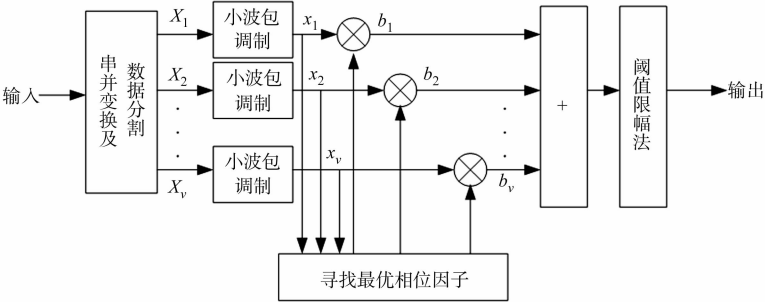 输入
串并变换及
数据分割
X1
小波包
调制
x1
b1
X2
小波包
调制
x2
b2
Xv
小波包
调制
xv
bv
+
阈值限幅法
输出
寻找最优相位因子